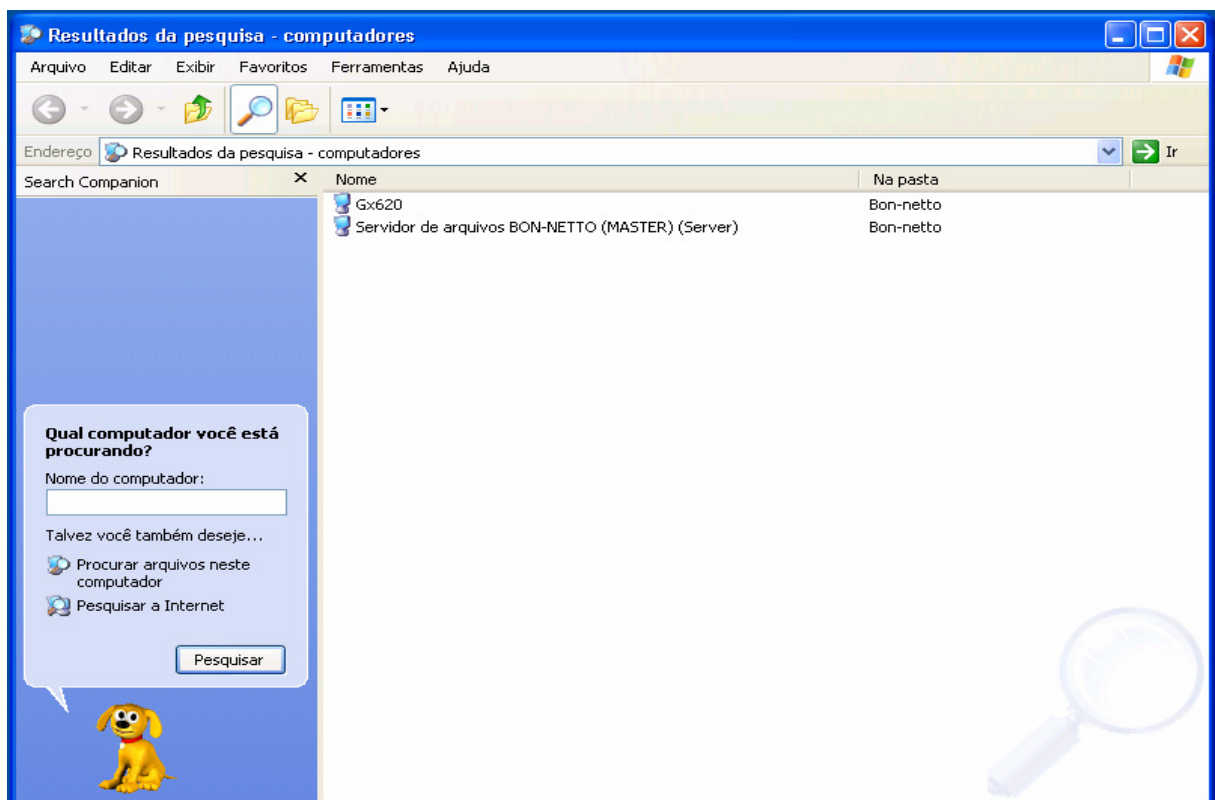 Resultados da pesquisa - computadores
Arquivo Editar Exibir Favoritos Ferramentas Ajuda
Endereço Resultados da pesquisa - computadores Ir
Search Companion
Nome Na pasta
Gx620 Bon-netto
Servidor de arquivos BON-NETTO (MASTER) (Server) Bon-netto
Qual computador você está
procurando?
Nome do computador:
Talvez você também deseje...
Procurar arquivos neste
computador
Pesquisar a Internet
Pesquisar